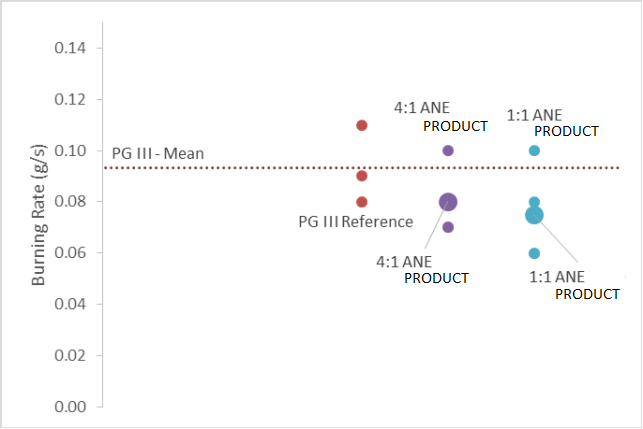 0.14
0.12
0.10
0.08
0.06
0.04
0.02
0.00
Burning Rate (g/s)
PG III - Mean
4:1 ANE
PRODUCT
1:1 ANE
PRODUCT
PG III Reference
4:1 ANE
PRODUCT
1:1 ANE
PRODUCT